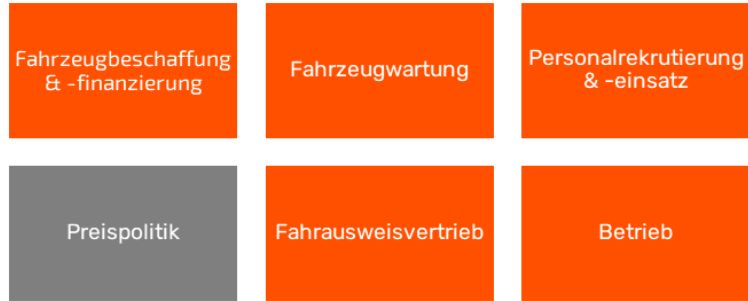 Fahrzeugbeschaffung
& -finanzierung
Fahrzeugwartung
Personalrekrutierung
& -einsatz
Preispolitik
Fahrausweisvertrieb
Betrieb